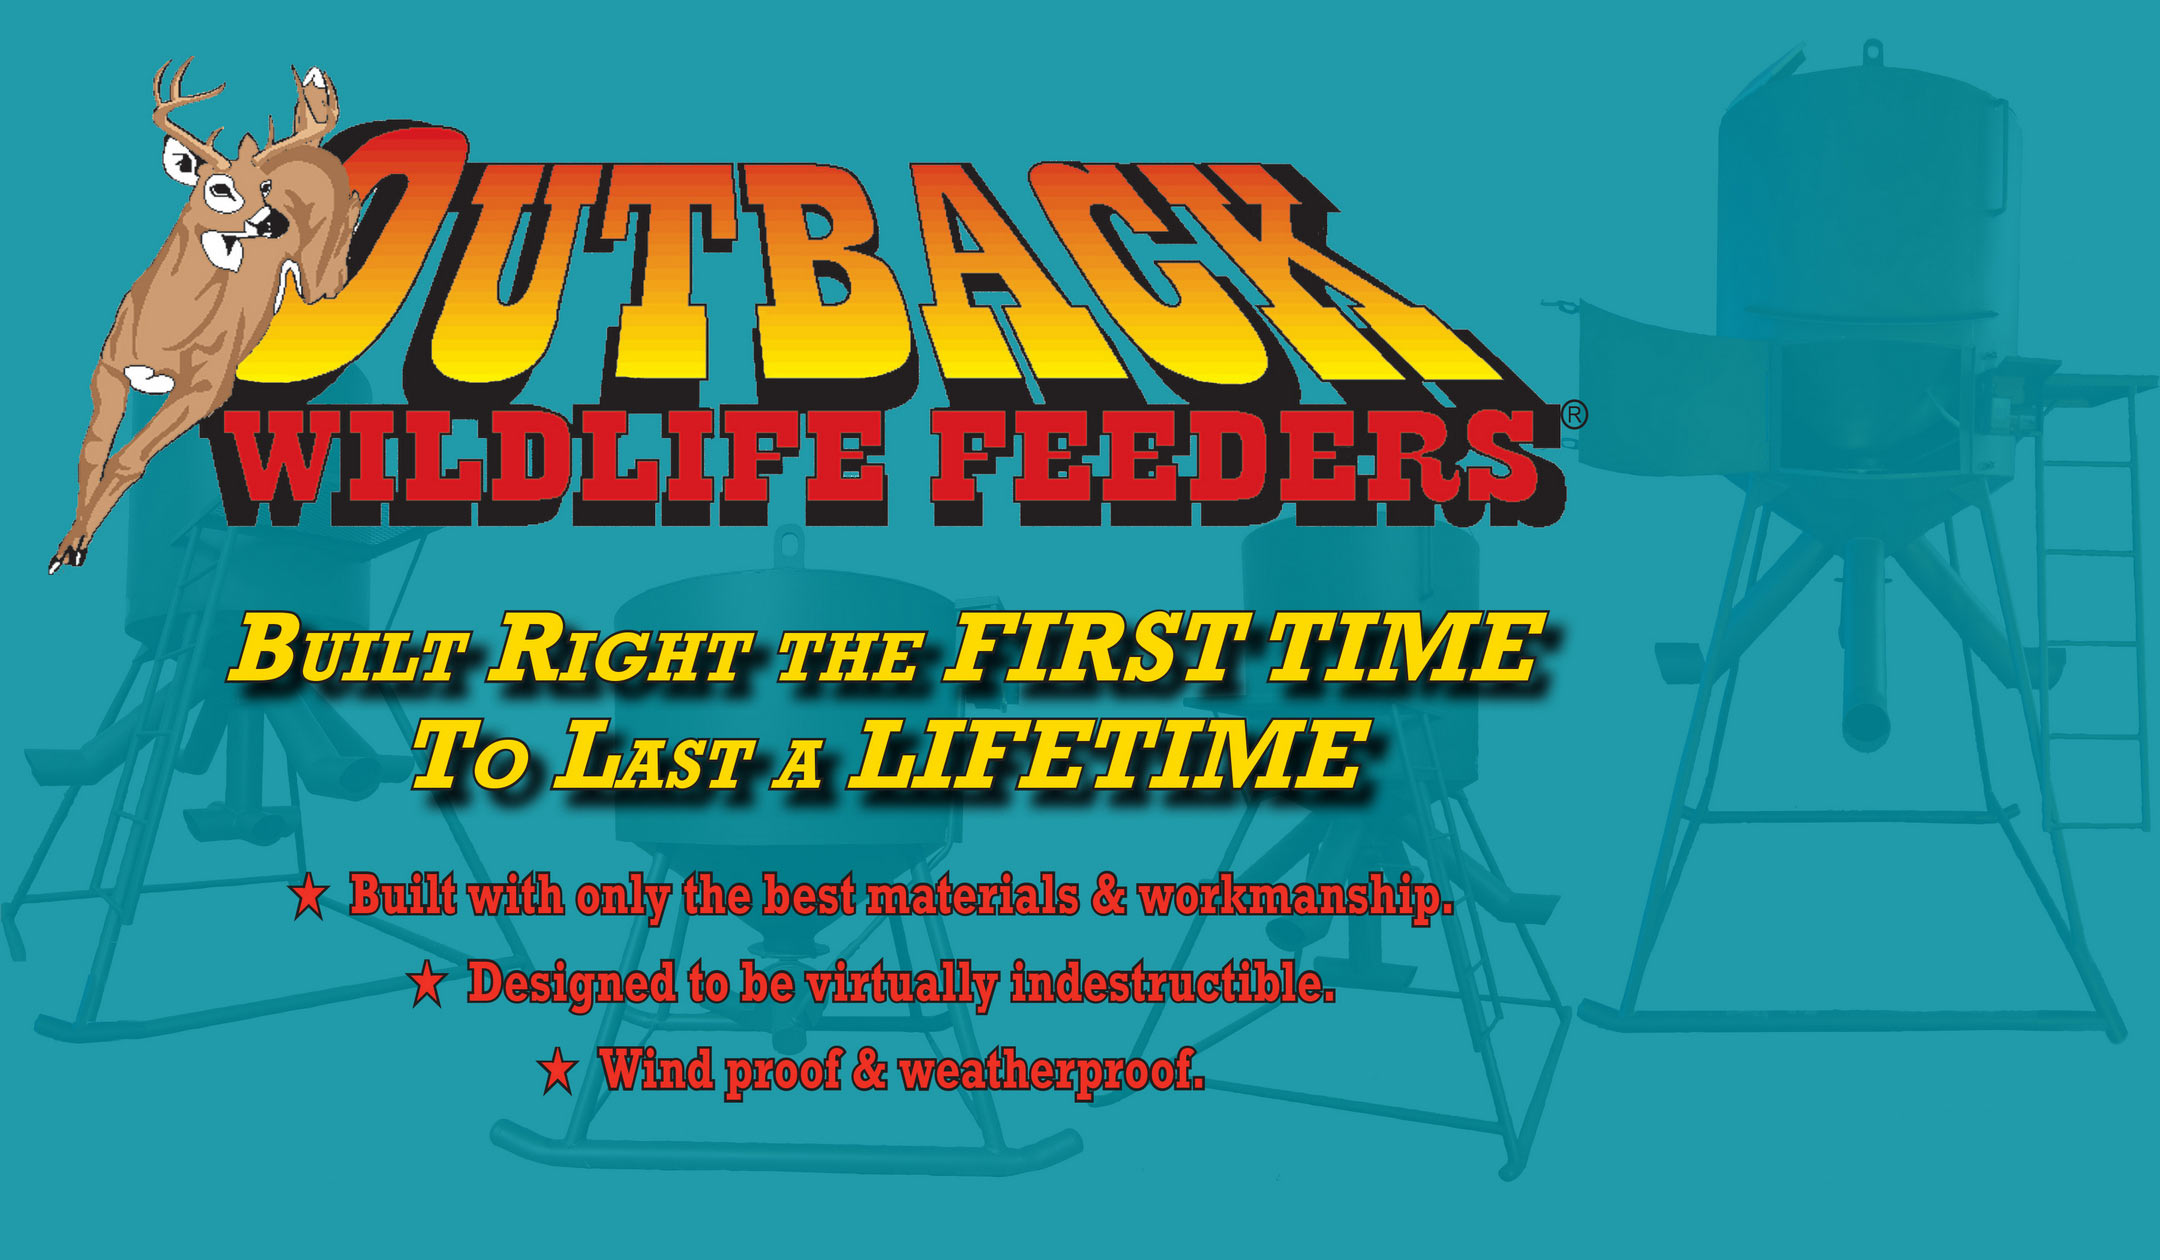 OUTBACK
WILDLIFE FEEDERS®
BUILT RIGHT THE FIRST TIME
TO LAST A LIFETIME
★ Built with only the best materials & workmanship.
★ Designed to be virtually indestructible.
★ Wind proof & weatherproof.